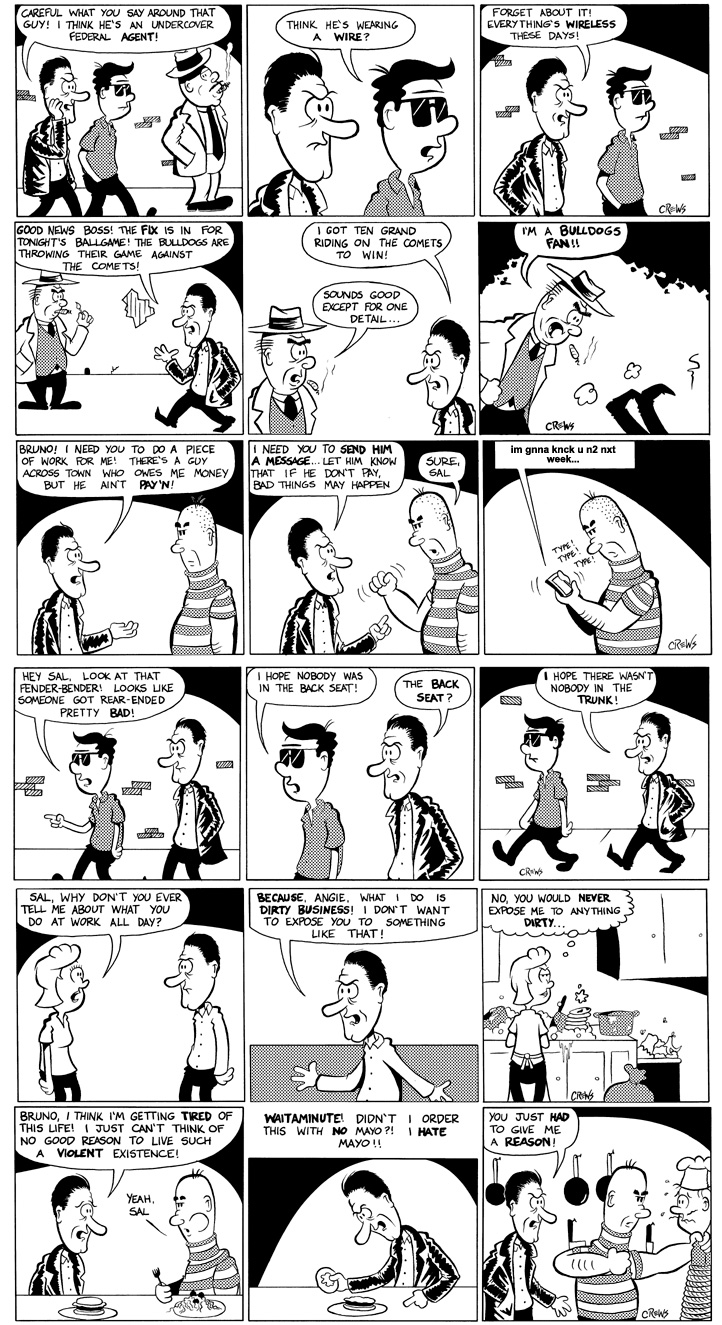 CAREFUL WHAT YOU SAY AROUND THAT
GUY! I THINK HE'S AN UNDERCOVER
FEDERAL AGENT!
THINK HE'S WEARING
A WIRE?
FORGET ABOUT IT!
EVERYTHING'S WIRELESS
THESE DAYS!
CREWS
GOOD NEWS BOSS! THE FIX IS IN FOR
TONIGHT'S BALLGAME! THE BULLDOGS ARE
THROWING THEIR GAME AGAINST
THE COMETS!
I GOT TEN GRAND
RIDING ON THE COMETS
TO WIN!
SOUNDS GOOD
EXCEPT FOR ONE
DETAIL...
I'M A BULLDOGS
FAN!!
CREWS
BRUNO! I NEED YOU TO DO A PIECE
OF WORK FOR ME! THERE'S A GUY
ACROSS TOWN WHO OWES ME MONEY
BUT HE AIN'T PAY'N!
I NEED YOU TO SEND HIM
A MESSAGE... LET HIM KNOW
THAT IF HE DON'T PAY,
BAD THINGS MAY HAPPEN
SURE,
SAL
im gnna knck u n2 nxt
week...
TYPE!
TYPE!
TYPE!
CREWS
HEY SAL, LOOK AT THAT
FENDER-BENDER! LOOKS LIKE
SOMEONE GOT REAR-ENDED
PRETTY BAD!
I HOPE NOBODY WAS
IN THE BACK SEAT!
THE BACK
SEAT?
I HOPE THERE WASN'T
NOBODY IN THE
TRUNK!
CREWS
SAL, WHY DON'T YOU EVER
TELL ME ABOUT WHAT YOU
DO AT WORK ALL DAY?
BECAUSE, ANGIE, WHAT I DO IS
DIRTY BUSINESS! I DON'T WANT
TO EXPOSE YOU TO SOMETHING
LIKE THAT!
NO, YOU WOULD NEVER
EXPOSE ME TO ANYTHING
DIRTY...
CREWS
BRUNO, I THINK I'M GETTING TIRED OF
THIS LIFE! I JUST CAN'T THINK OF
NO GOOD REASON TO LIVE SUCH
A VIOLENT EXISTENCE!
YEAH,
SAL
WAITAMINUTE! DIDN'T I ORDER
THIS WITH NO MAYO?! I HATE
MAYO!!
YOU JUST HAD
TO GIVE ME
A REASON!
CREWS